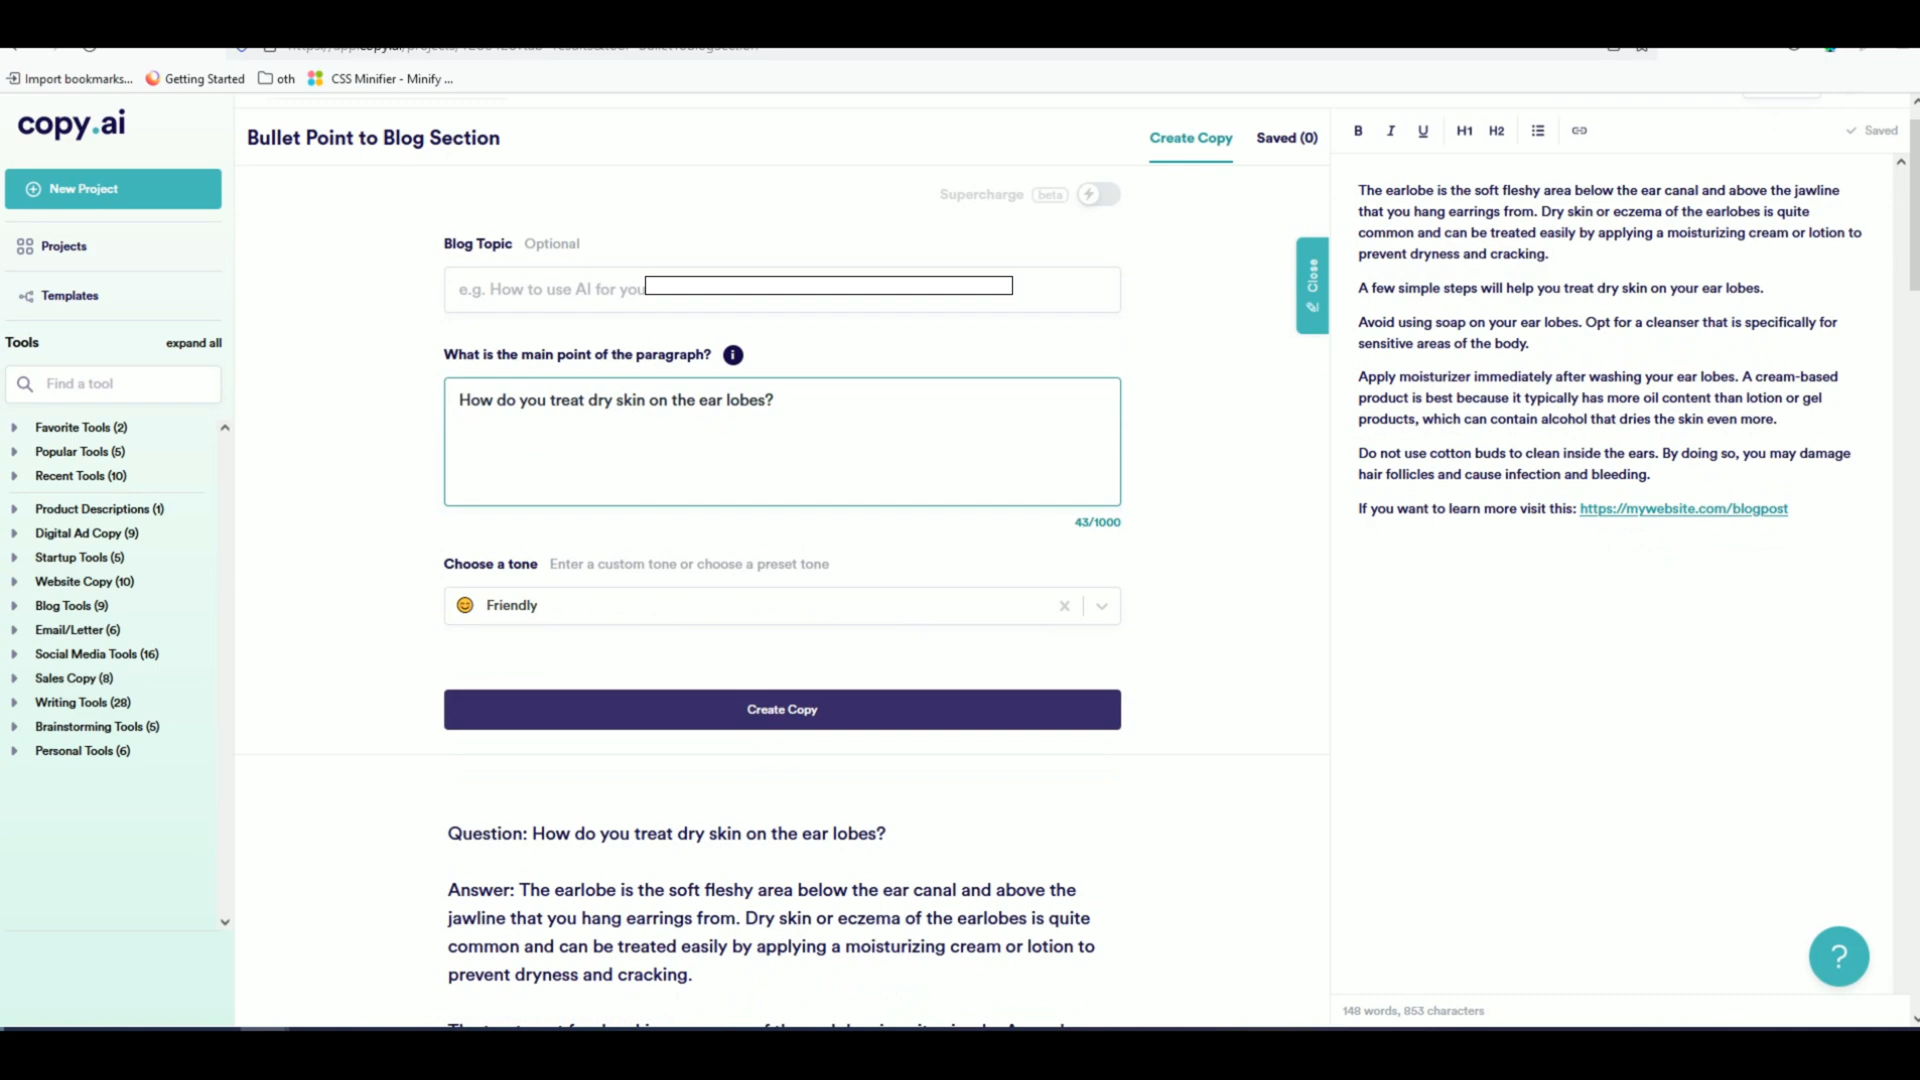 Import bookmarks...
Getting Started
oth
CSS Minifier - Minify ...
copy.ai
New Project
Projects
Templates
Tools
expand all
Find a tool
Favorite Tools (2)
Popular Tools (5)
Recent Tools (10)
Product Descriptions (1)
Digital Ad Copy (9)
Startup Tools (5)
Website Copy (10)
Blog Tools (9)
Email/Letter (6)
Social Media Tools (16)
Sales Copy (8)
Writing Tools (28)
Brainstorming Tools (5)
Personal Tools (6)
Bullet Point to Blog Section
Create Copy
Saved (0)
Supercharge beta
Blog Topic Optional
e.g. How to use AI for you
What is the main point of the paragraph? i
How do you treat dry skin on the ear lobes?
43/1000
Choose a tone Enter a custom tone or choose a preset tone
Friendly
Create Copy
Question: How do you treat dry skin on the ear lobes?
Answer: The earlobe is the soft fleshy area below the ear canal and above the
jawline that you hang earrings from. Dry skin or eczema of the earlobes is quite
common and can be treated easily by applying a moisturizing cream or lotion to
prevent dryness and cracking.
Close
B I U H1 H2
Saved
The earlobe is the soft fleshy area below the ear canal and above the jawline
that you hang earrings from. Dry skin or eczema of the earlobes is quite
common and can be treated easily by applying a moisturizing cream or lotion to
prevent dryness and cracking.
A few simple steps will help you treat dry skin on your ear lobes.
Avoid using soap on your ear lobes. Opt for a cleanser that is specifically for
sensitive areas of the body.
Apply moisturizer immediately after washing your ear lobes. A cream-based
product is best because it typically has more oil content than lotion or gel
products, which can contain alcohol that dries the skin even more.
Do not use cotton buds to clean inside the ears. By doing so, you may damage
hair follicles and cause infection and bleeding.
If you want to learn more visit this: https://mywebsite.com/blogpost
?
148 words, 853 characters